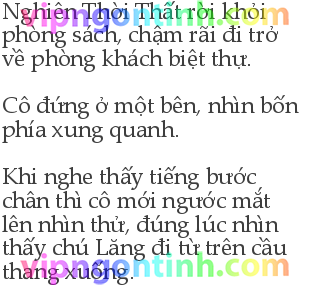 Nghiên Thời Thất rời khỏi
phòng sách, chậm rãi đi trở
về phòng khách biệt thự.
Cô đứng ở một bên, nhìn bốn
phía xung quanh.
Khi nghe thấy tiếng bước
chân thì cô mới ngước mắt
lên nhìn thử, đúng lúc nhìn
thấy chú Lăng đi từ trên cầu
thang xuống.
vipngontinh.com
vipngontinh.com